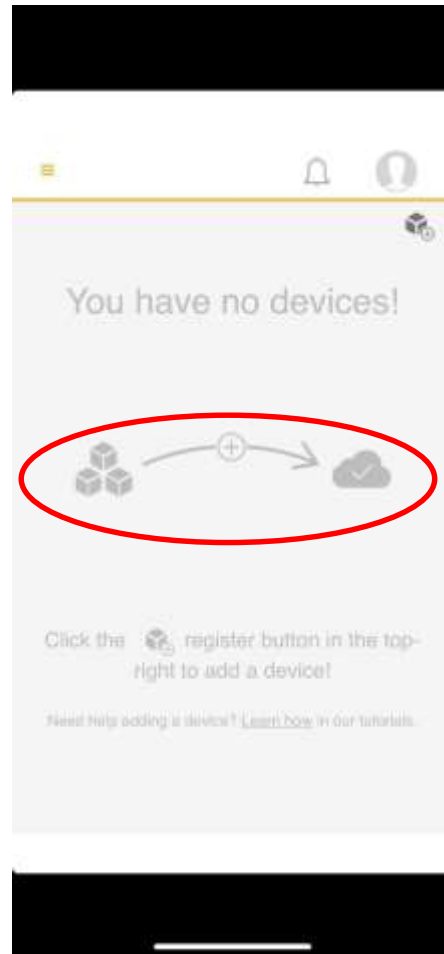 You have no devices!
Click the register button in the top-
right to add a device!
Need help adding a device? Learn how in our tutorials.